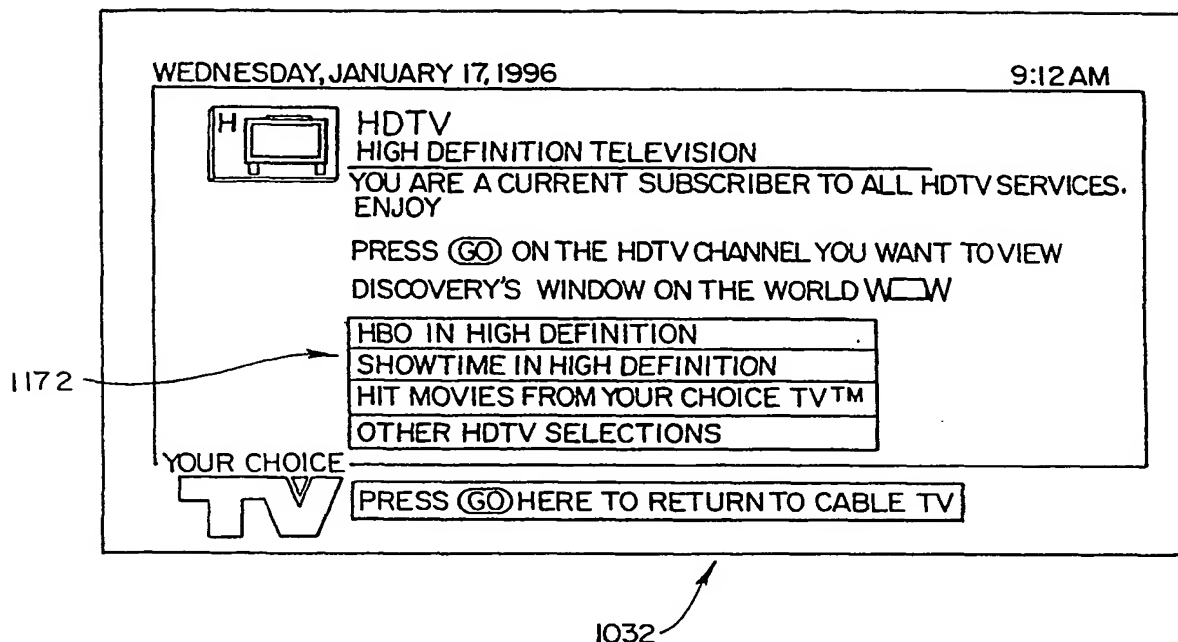 WEDNESDAY, JANUARY 17, 1996
9:12 AM
H
HDTV
HIGH DEFINITION TELEVISION
YOU ARE A CURRENT SUBSCRIBER TO ALL HDTV SERVICES.
ENJOY
PRESS GO ON THE HDTV CHANNEL YOU WANT TO VIEW
DISCOVERY'S WINDOW ON THE WORLD WOW
HBO IN HIGH DEFINITION
SHOWTIME IN HIGH DEFINITION
HIT MOVIES FROM YOUR CHOICE TV™
OTHER HDTV SELECTIONS
1172
YOUR CHOICE
TV
PRESS GO HERE TO RETURN TO CABLE TV
1032